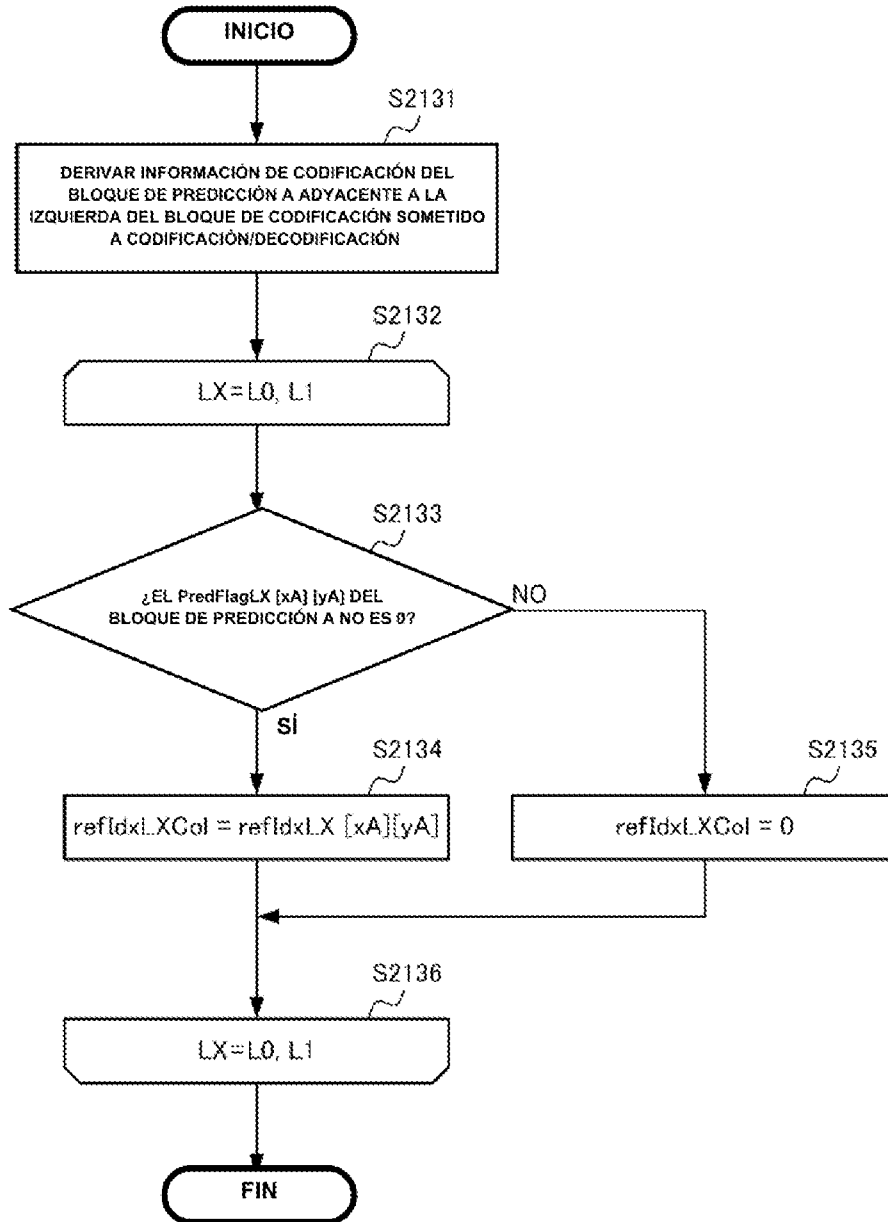 INICIO
S2131
DERIVAR INFORMACIÓN DE CODIFICACIÓN DEL
BLOQUE DE PREDICCIÓN A ADYACENTE A LA
IZQUIERDA DEL BLOQUE DE CODIFICACIÓN SOMETIDO
A CODIFICACIÓN/DECODIFICACIÓN
S2132
LX=L0, L1
S2133
¿EL PredFlagLX [xA] [yA] DEL
BLOQUE DE PREDICCIÓN A NO ES 0?
NO
SÍ
S2134
refIdxLXCol = refIdxLX [xA][yA]
S2135
refIdxLXCol = 0
S2136
LX=L0, L1
FIN